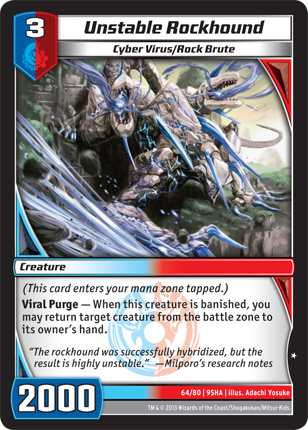 3
Unstable Rockhound
Cyber Virus/Rock Brute
Creature
(This card enters your mana zone tapped.)
Viral Purge — When this creature is banished, you
may return target creature from the battle zone to
its owner's hand.
"The rockhound was successfully hybridized, but the
result is highly unstable." —Milporo's research notes
2000
64/80 | 9SHA | illus. Adachi Yosuke
TM & © 2013 Wizards of the Coast/Shogakukan/Mitsui-Kids.